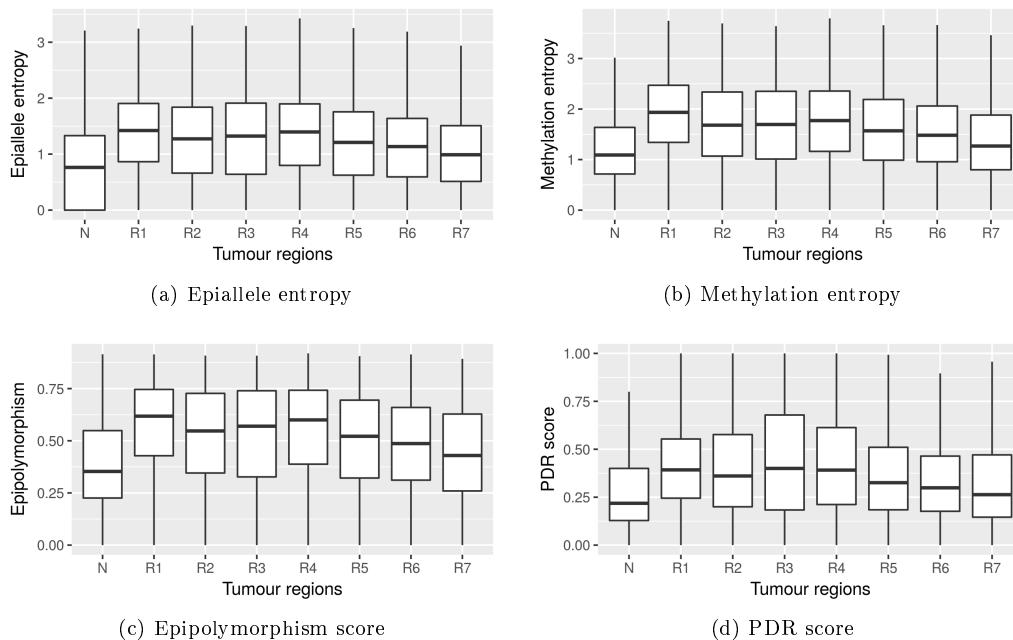 Epiallele entropy
3
2
1
0
N R1 R2 R3 R4 R5 R6 R7
Tumour regions
(a) Epiallele entropy
Methylation entropy
3
2
1
0
N R1 R2 R3 R4 R5 R6 R7
Tumour regions
(b) Methylation entropy
Epipolymorphism
0.75
0.50
0.25
0.00
N R1 R2 R3 R4 R5 R6 R7
Tumour regions
(c) Epipolymorphism score
PDR score
1.00
0.75
0.50
0.25
0.00
N R1 R2 R3 R4 R5 R6 R7
Tumour regions
(d) PDR score